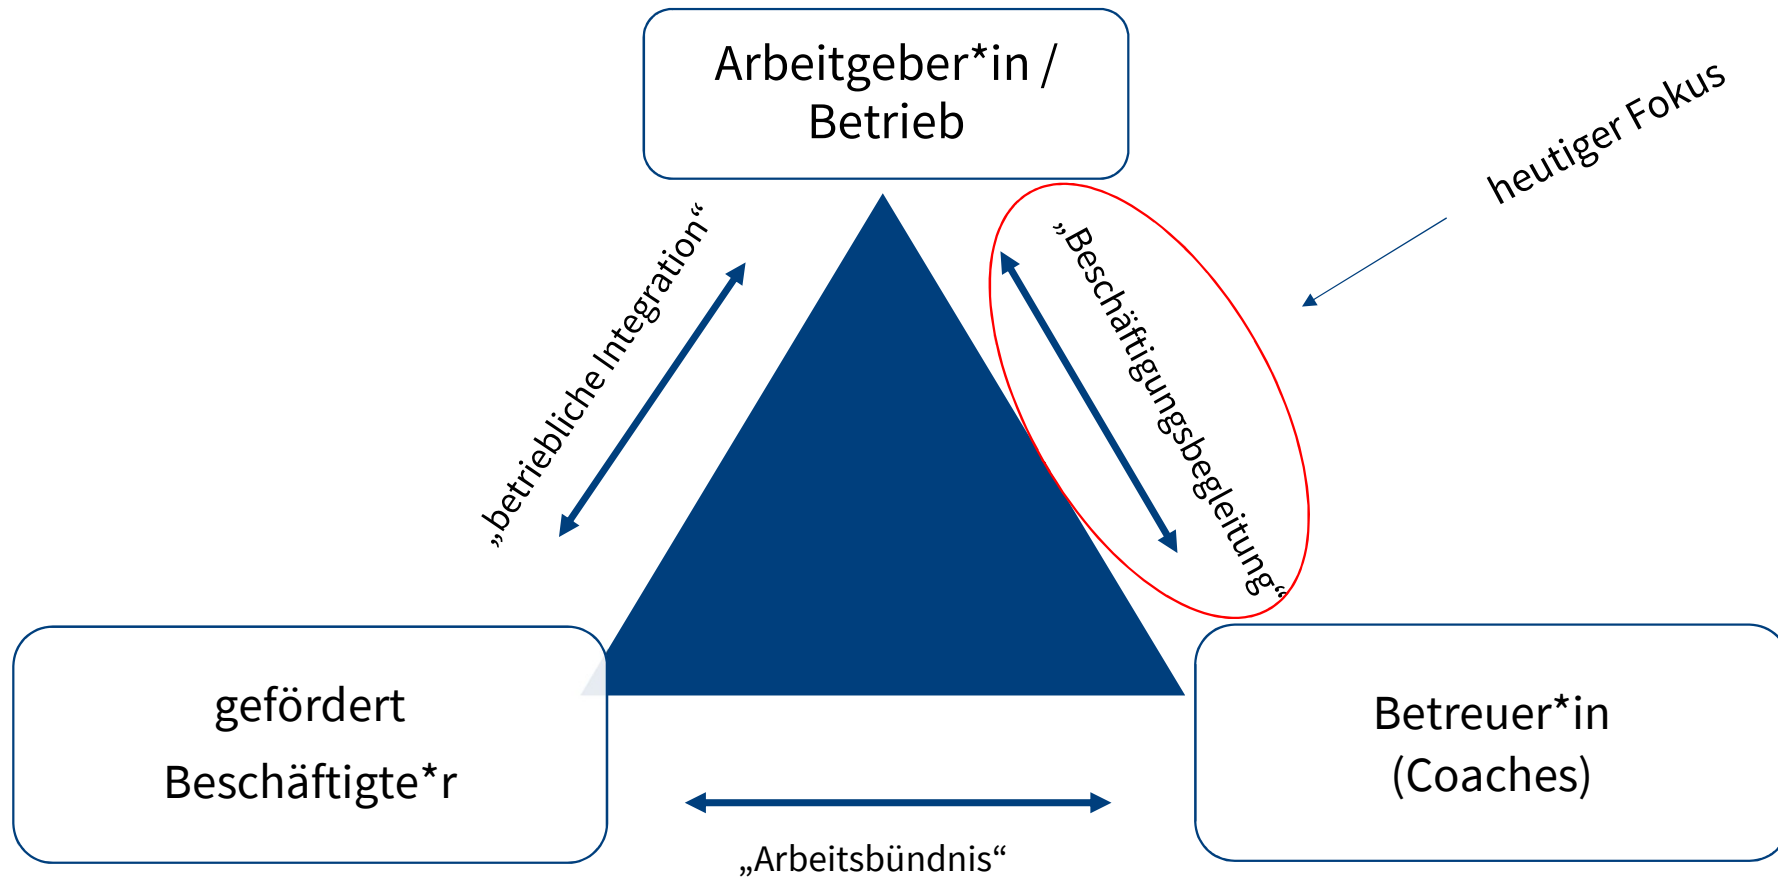 Arbeitgeber*in /
Betrieb
heutiger Fokus
„betriebliche Integration“
„Beschäftigungsbegleitung“
gefördert
Beschäftigte*r
Betreuer*in
(Coaches)
„Arbeitsbündnis“